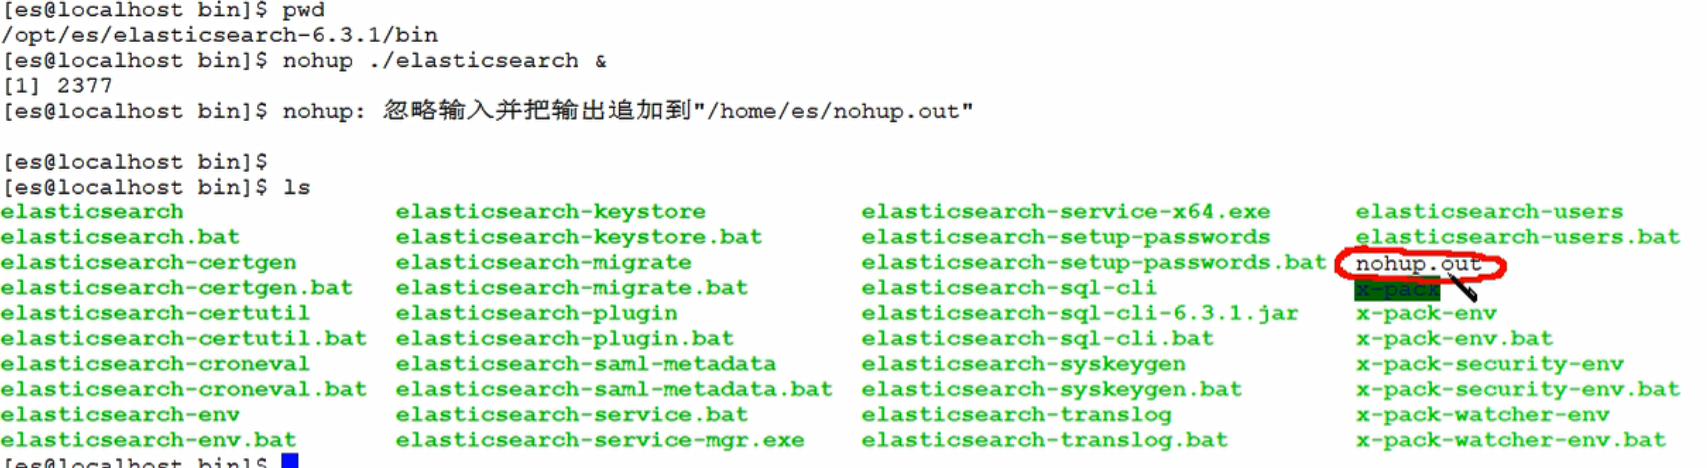 [es@localhost bin]$ pwd
/opt/es/elasticsearch-6.3.1/bin
[es@localhost bin]$ nohup ./elasticsearch &
[1] 2377
[es@localhost bin]$ nohup: 忽略输入并把输出追加到"/home/es/nohup.out"
[es@localhost bin]$
[es@localhost bin]$ ls
elasticsearch elasticsearch-keystore elasticsearch-service-x64.exe elasticsearch-users
elasticsearch.bat elasticsearch-keystore.bat elasticsearch-setup-passwords elasticsearch-users.bat
elasticsearch-certgen elasticsearch-migrate elasticsearch-setup-passwords.bat nohup.out
elasticsearch-certgen.bat elasticsearch-migrate.bat elasticsearch-sql-cli x-pack
elasticsearch-certutil elasticsearch-plugin elasticsearch-sql-cli-6.3.1.jar x-pack-env
elasticsearch-certutil.bat elasticsearch-plugin.bat elasticsearch-sql-cli.bat x-pack-env.bat
elasticsearch-croneval elasticsearch-saml-metadata elasticsearch-syskeygen x-pack-security-env
elasticsearch-croneval.bat elasticsearch-saml-metadata.bat elasticsearch-syskeygen.bat x-pack-security-env.bat
elasticsearch-env elasticsearch-service.bat elasticsearch-translog x-pack-watcher-env
elasticsearch-env.bat elasticsearch-service-mgr.exe elasticsearch-translog.bat x-pack-watcher-env.bat
[es@localhost bin]$